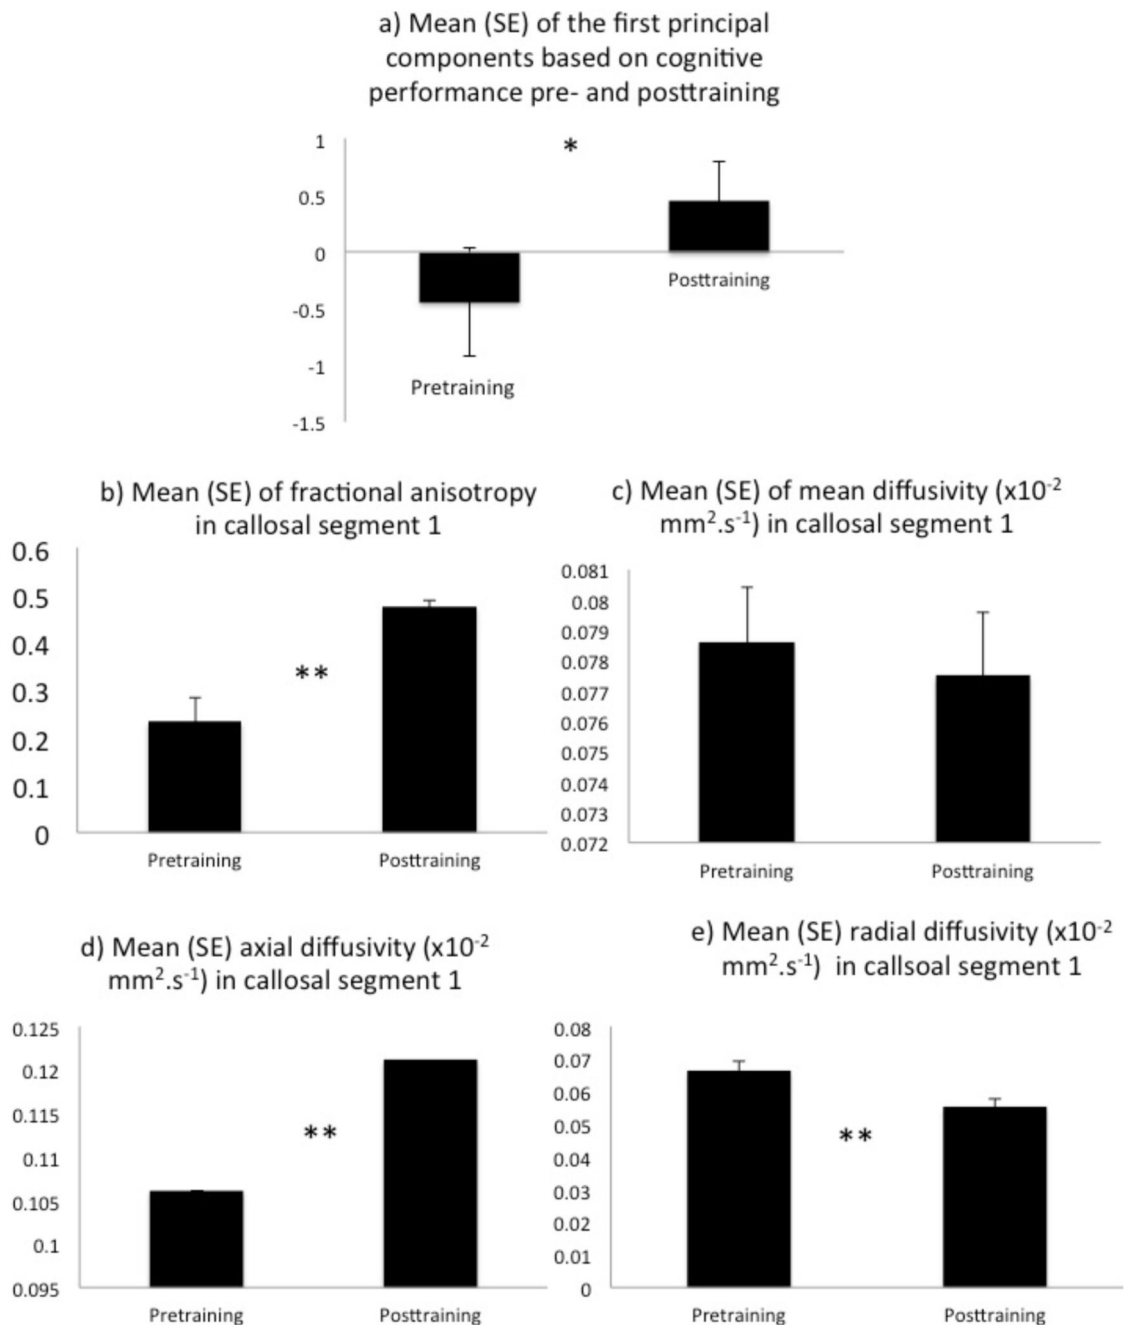 a) Mean (SE) of the first principal
components based on cognitive
performance pre- and posttraining
1
*
0.5
0
Posttraining
-0.5
-1
Pretraining
-1.5
b) Mean (SE) of fractional anisotropy
in callosal segment 1
0.6
0.5
0.4
**
0.3
0.2
0.1
0
Pretraining
Posttraining
c) Mean (SE) of mean diffusivity (x10⁻²
mm².s⁻¹) in callosal segment 1
0.081
0.08
0.079
0.078
0.077
0.076
0.075
0.074
0.073
0.072
Pretraining
Posttraining
d) Mean (SE) axial diffusivity (x10⁻²
mm².s⁻¹) in callosal segment 1
0.125
0.12
0.115
**
0.11
0.105
0.1
0.095
Pretraining
Posttraining
e) Mean (SE) radial diffusivity (x10⁻²
mm².s⁻¹) in callsoal segment 1
0.08
0.07
0.06
0.05
**
0.04
0.03
0.02
0.01
0
Pretraining
Posttraining